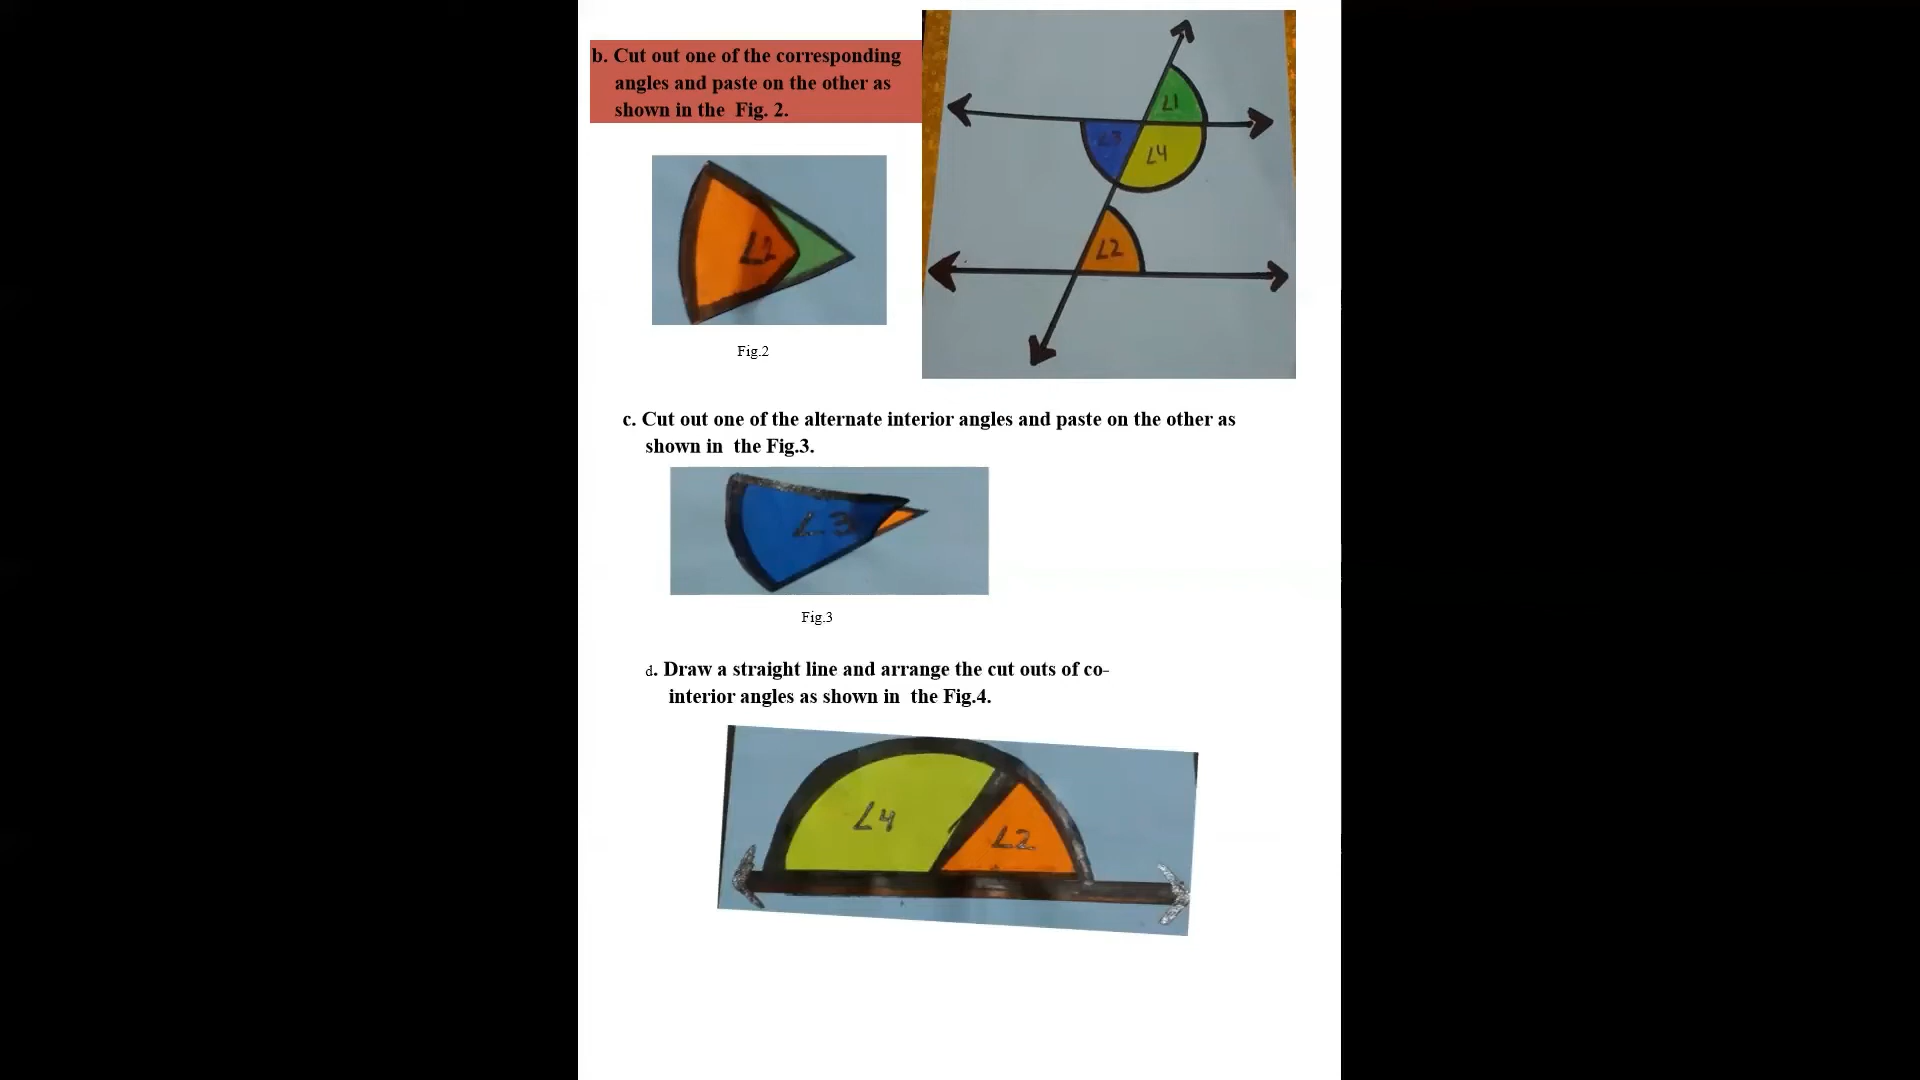 b. Cut out one of the corresponding
angles and paste on the other as
shown in the Fig. 2.
∠1
∠3
∠4
∠2
∠2
Fig.2
c. Cut out one of the alternate interior angles and paste on the other as
shown in the Fig.3.
∠3
Fig.3
d. Draw a straight line and arrange the cut outs of co-
interior angles as shown in the Fig.4.
∠4
∠2